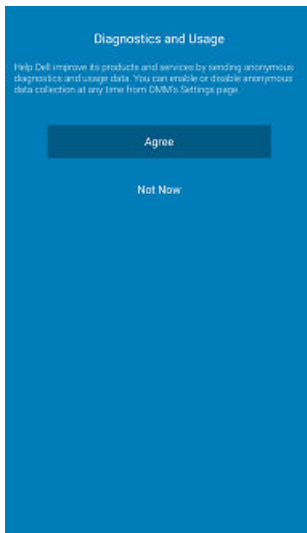 Diagnostics and Usage
Help Dell improve its products and services by sending anonymous
diagnostics and usage data. You can enable or disable anonymous
data collection at any time from DMM's Settings page.
Agree
Not Now